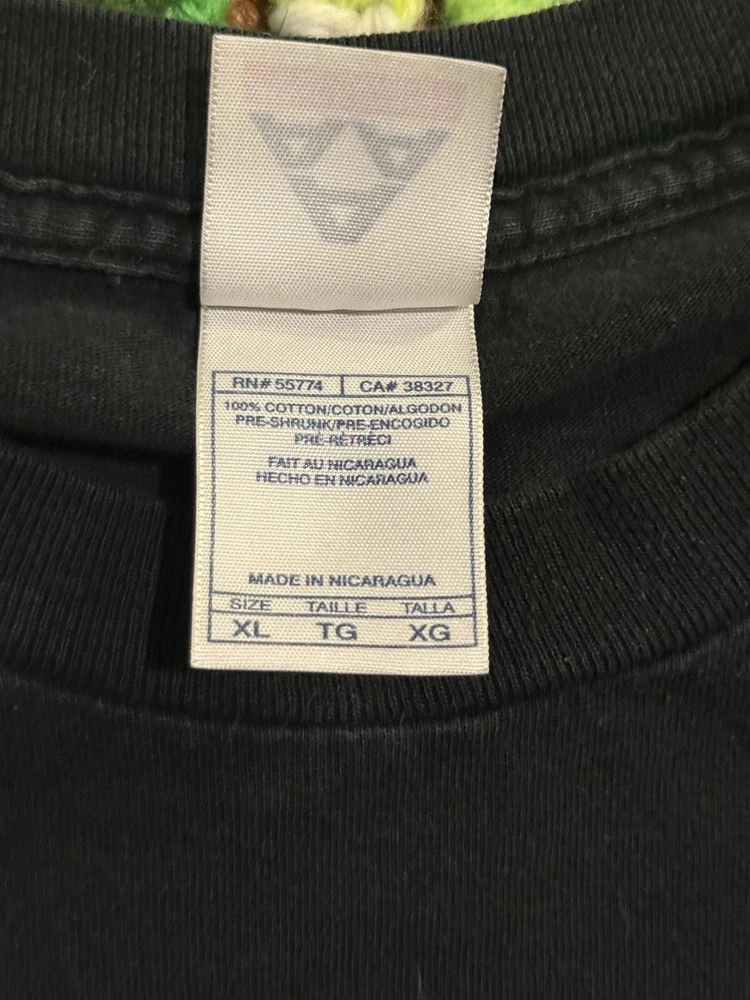 RN# 55774 CA# 38327
100% COTTON/COTON/ALGODON
PRE-SHRUNK/PRE-ENCOGIDO
PRÉ-RÉTRÉCI
FAIT AU NICARAGUA
HECHO EN NICARAGUA
MADE IN NICARAGUA
SIZE TAILLE TALLA
XL TG XG